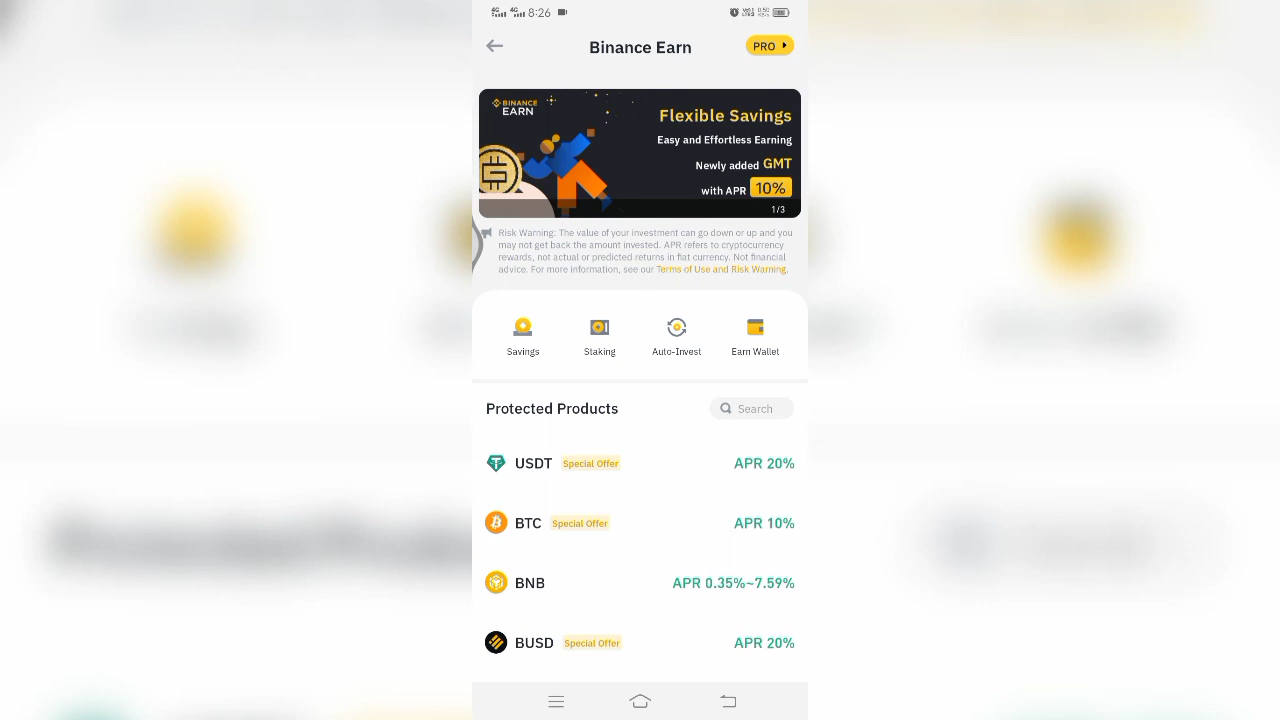 4G 4G 8:26
Binance Earn
PRO
BINANCE
EARN
Flexible Savings
Easy and Effortless Earning
Newly added GMT
with APR 10%
1/3
Risk Warning: The value of your investment can go down or up and you
may not get back the amount invested. APR refers to cryptocurrency
rewards, not actual or predicted returns in fiat currency. Not financial
advice. For more information, see our Terms of Use and Risk Warning.
Savings Staking Auto-Invest Earn Wallet
Protected Products Search
USDT Special Offer APR 20%
BTC Special Offer APR 10%
BNB APR 0.35%~7.59%
BUSD Special Offer APR 20%